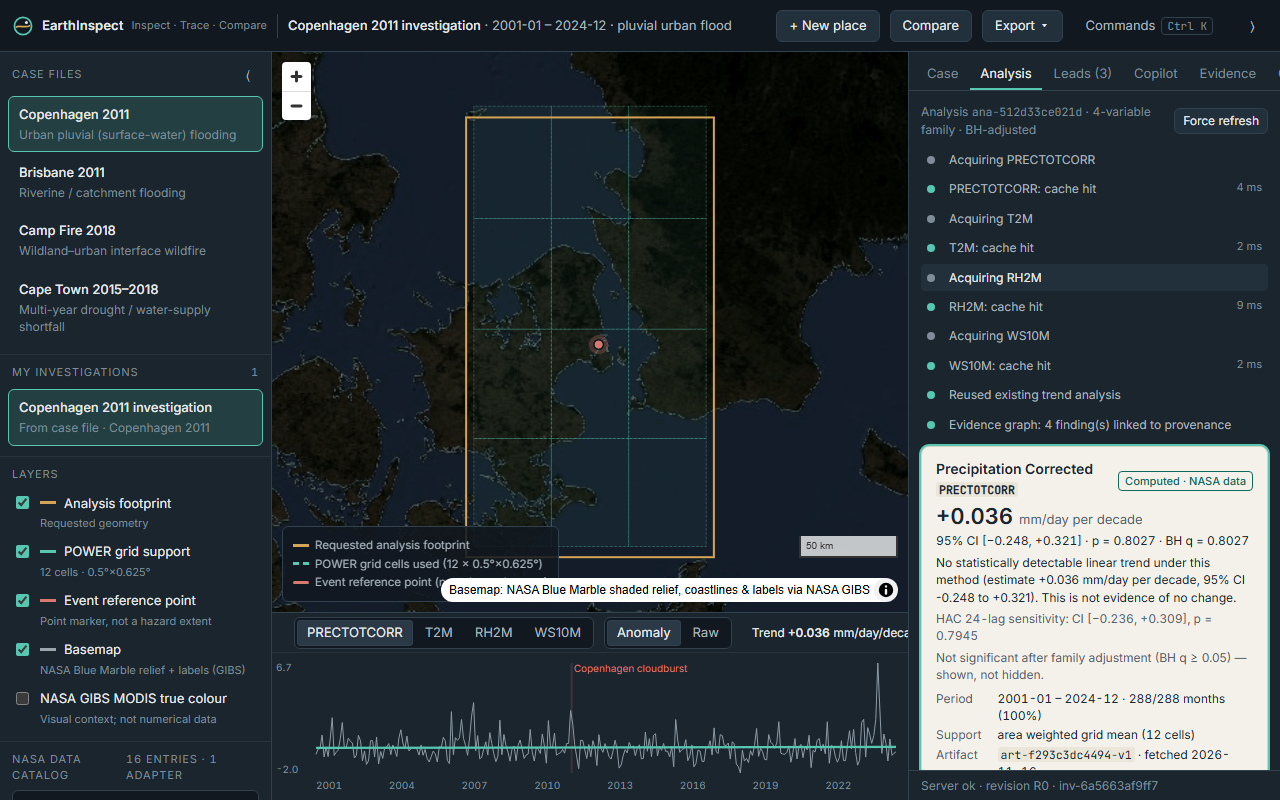 EarthInspect Inspect · Trace · Compare Copenhagen 2011 investigation · 2001-01 – 2024-12 · pluvial urban flood + New place Compare Export Commands Ctrl K
CASE FILES
Copenhagen 2011
Urban pluvial (surface-water) flooding
Brisbane 2011
Riverine / catchment flooding
Camp Fire 2018
Wildland–urban interface wildfire
Cape Town 2015–2018
Multi-year drought / water-supply
shortfall
MY INVESTIGATIONS 1
Copenhagen 2011 investigation
From case file · Copenhagen 2011
LAYERS
Analysis footprint
Requested geometry
POWER grid support
12 cells · 0.5°×0.625°
Event reference point
Point marker, not a hazard extent
Basemap
NASA Blue Marble relief + labels (GIBS)
NASA GIBS MODIS true colour
Visual context; not numerical data
NASA DATA CATALOG
16 ENTRIES · 1 ADAPTER
+
−
Requested analysis footprint
POWER grid cells used (12 × 0.5°×0.625°)
Event reference point
50 km
Basemap: NASA Blue Marble shaded relief, coastlines & labels via NASA GIBS
PRECTOTCORR T2M RH2M WS10M Anomaly Raw Trend +0.036 mm/day/deca
6.7
Copenhagen cloudburst
-2.0
2001 2004 2007 2010 2013 2016 2019 2022
Case Analysis Leads (3) Copilot Evidence
Analysis ana-512d33ce021d · 4-variable
family · BH-adjusted
Force refresh
Acquiring PRECTOTCORR
PRECTOTCORR: cache hit 4 ms
Acquiring T2M
T2M: cache hit 2 ms
Acquiring RH2M
RH2M: cache hit 9 ms
Acquiring WS10M
WS10M: cache hit 2 ms
Reused existing trend analysis
Evidence graph: 4 finding(s) linked to provenance
Precipitation Corrected
PRECTOTCORR
Computed · NASA data
+0.036 mm/day per decade
95% CI [−0.248, +0.321] · p = 0.8027 · BH q = 0.8027
No statistically detectable linear trend under this
method (estimate +0.036 mm/day per decade, 95% CI
-0.248 to +0.321). This is not evidence of no change.
HAC 24-lag sensitivity: CI [−0.236, +0.309], p =
0.7945
Not significant after family adjustment (BH q ≥ 0.05) —
shown, not hidden.
Period 2001-01 – 2024-12 · 288/288 months
(100%)
Support area weighted grid mean (12 cells)
Artifact art-f293c3dc4494-v1 · fetched 2026-
Server ok · revision R0 · inv-6a5663af9ff7